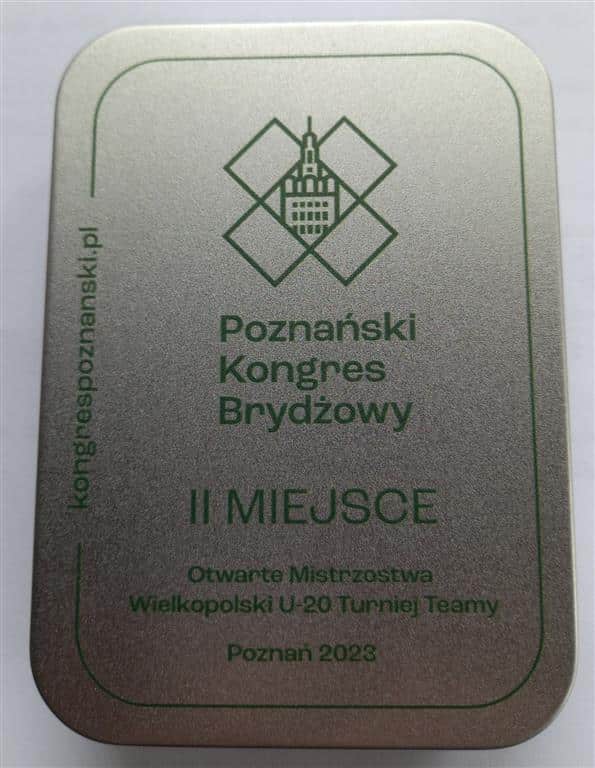 Poznański
Kongres
Brydżowy
II MIEJSCE
Otwarte Mistrzostwa
Wielkopolski U-20 Turniej Teamy
Poznań 2023
kongrespoznanski.pl